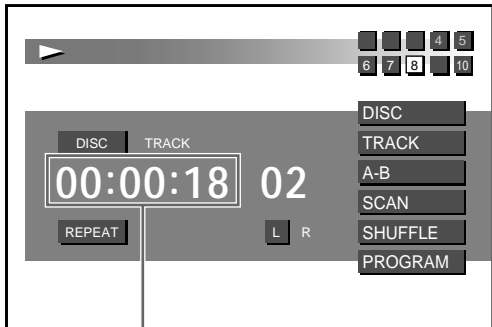 4 5
6 7 8 10
DISC
DISC TRACK
TRACK
00:00:18 02
A-B
SCAN
REPEAT
L R
SHUFFLE
PROGRAM